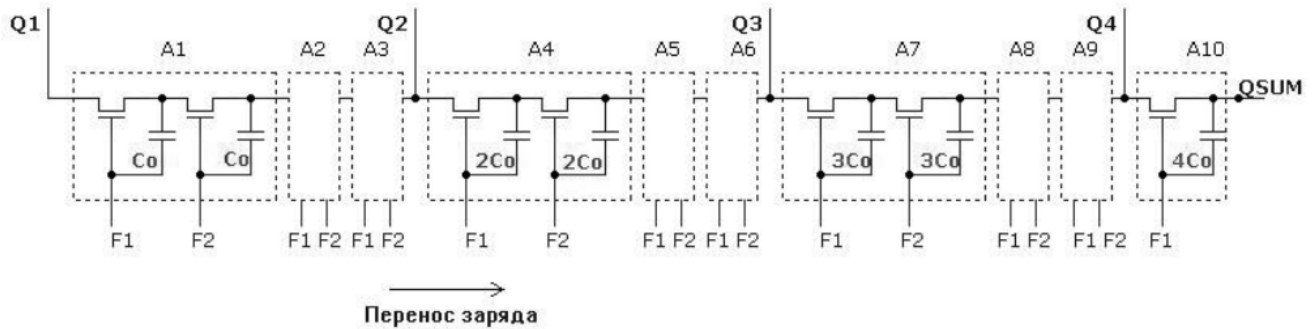 Q1 Q2 Q3 Q4
A1 A2 A3 A4 A5 A6 A7 A8 A9 A10
QSUM
Co Co 2Co 2Co 3Co 3Co 4Co
F1 F2 F1 F2 F1 F2 F1 F2 F1 F2 F1 F2 F1 F2 F1 F2 F1 F2 F1
Перенос заряда